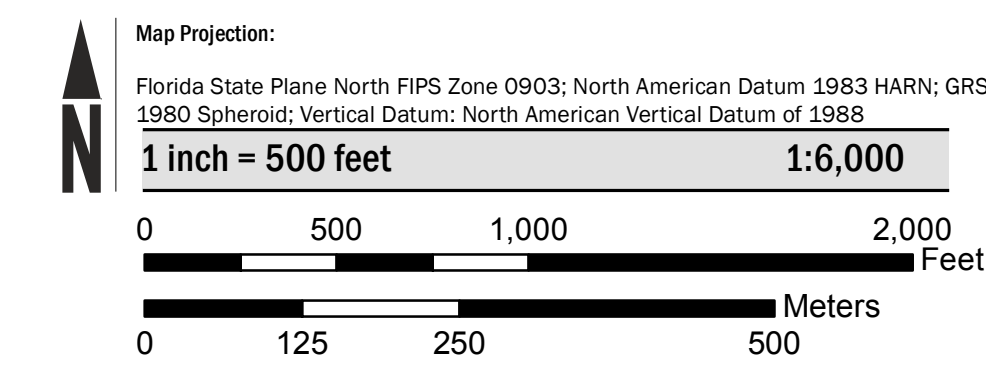 Map Projection:
Florida State Plane North FIPS Zone 0903; North American Datum 1983 HARN; GRS
1980 Spheroid; Vertical Datum: North American Vertical Datum of 1988
N
1 inch = 500 feet 1:6,000
0 500 1,000 2,000
Feet
Meters
0 125 250 500